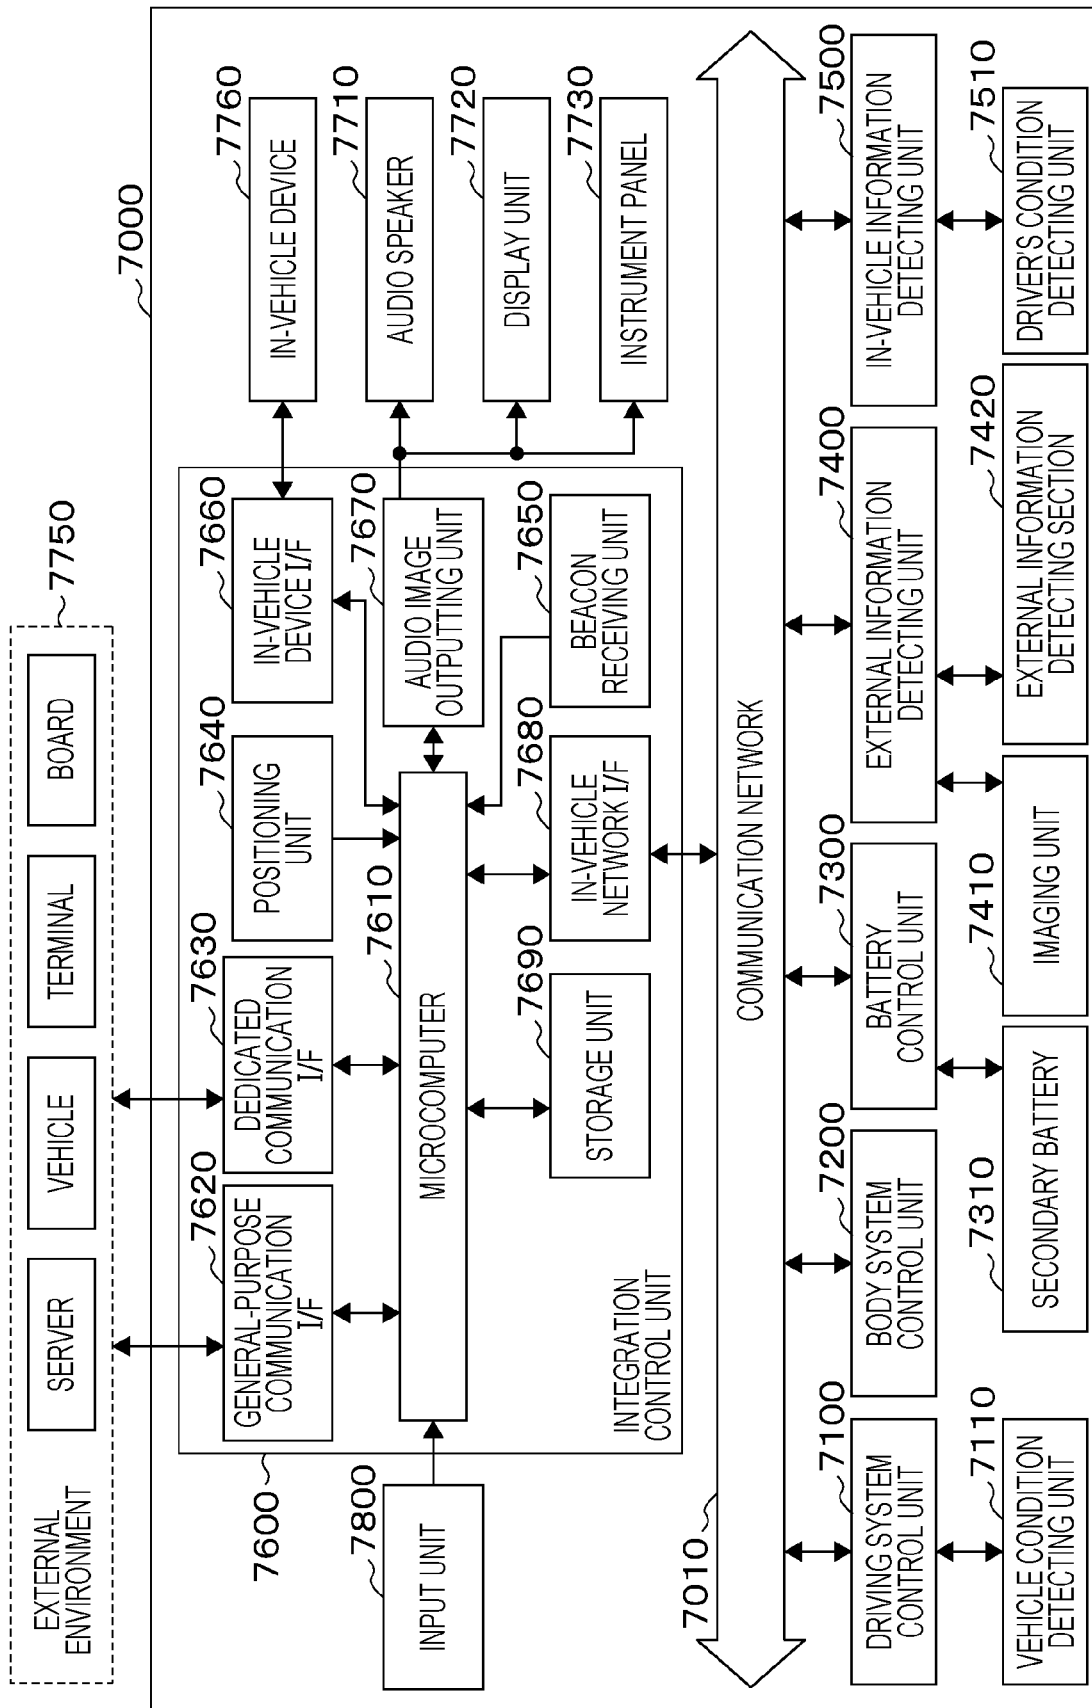 EXTERNAL
ENVIRONMENT
SERVER
VEHICLE
TERMINAL
BOARD
7750
7000
7600
7620
GENERAL-PURPOSE
COMMUNICATION
I/F
7630
DEDICATED
COMMUNICATION
I/F
7640
POSITIONING
UNIT
7660
IN-VEHICLE
DEVICE I/F
7760
IN-VEHICLE DEVICE
7800
INPUT UNIT
MICROCOMPUTER
7610
7670
AUDIO IMAGE
OUTPUTTING UNIT
7710
AUDIO SPEAKER
7720
DISPLAY UNIT
7730
INSTRUMENT PANEL
INTEGRATION
CONTROL UNIT
7690
STORAGE UNIT
7680
IN-VEHICLE
NETWORK I/F
7650
BEACON
RECEIVING UNIT
7010
COMMUNICATION NETWORK
7100
DRIVING SYSTEM
CONTROL UNIT
7200
BODY SYSTEM
CONTROL UNIT
7300
BATTERY
CONTROL UNIT
7400
EXTERNAL INFORMATION
DETECTING UNIT
7500
IN-VEHICLE INFORMATION
DETECTING UNIT
7110
VEHICLE CONDITION
DETECTING UNIT
7310
SECONDARY BATTERY
7410
IMAGING UNIT
7420
EXTERNAL INFORMATION
DETECTING SECTION
7510
DRIVER'S CONDITION
DETECTING UNIT